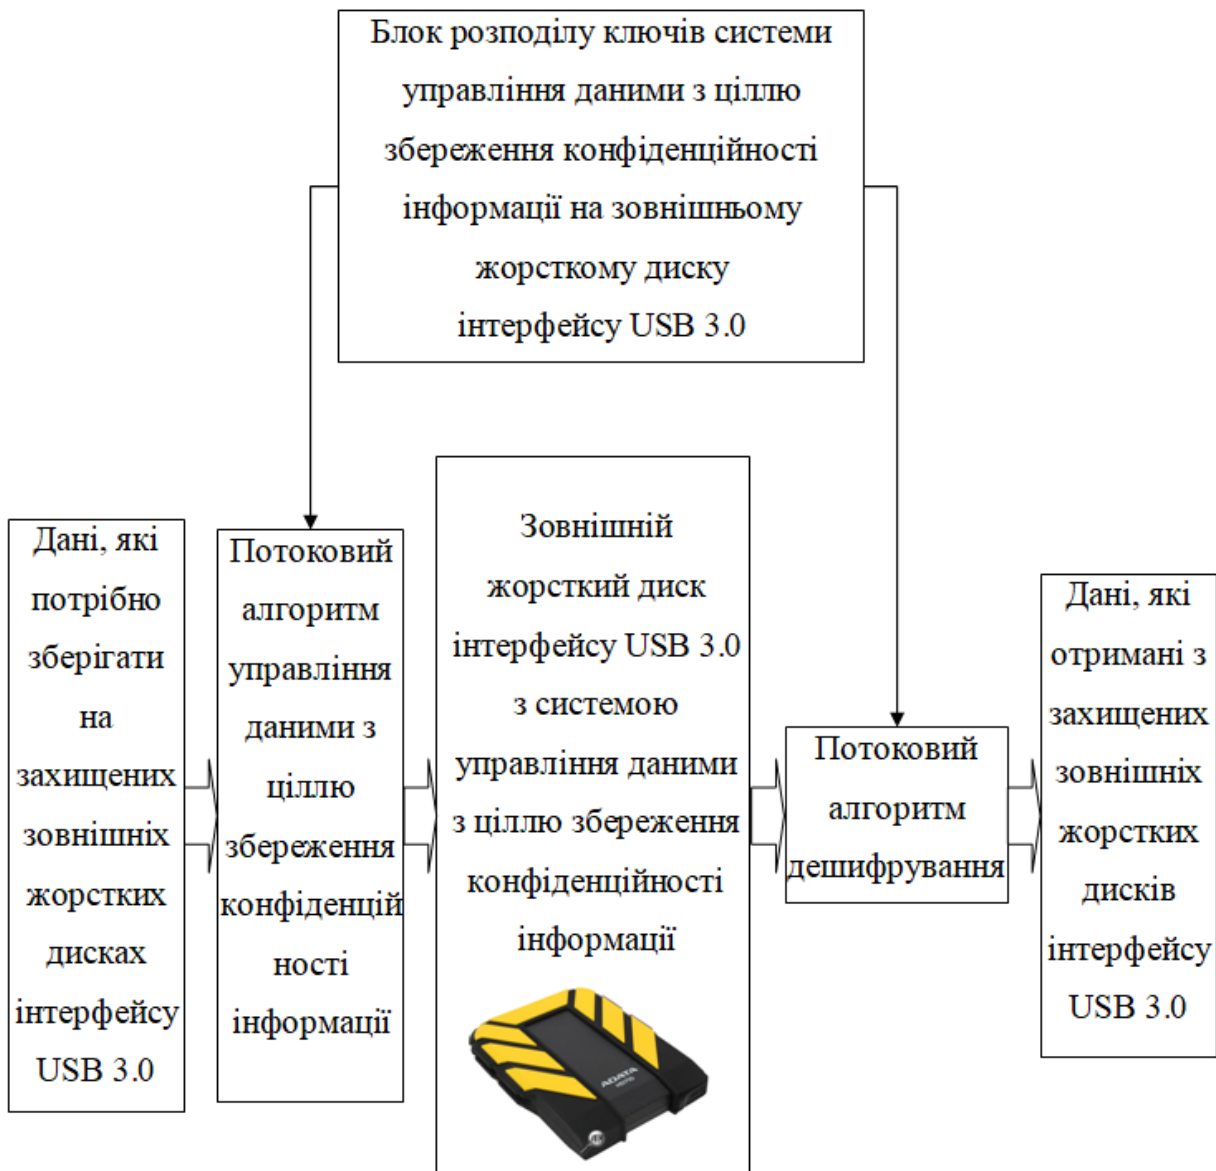 Блок розподілу ключів системи
управління даними з ціллю
збереження конфіденційності
інформації на зовнішньому
жорсткому диску
інтерфейсу USB 3.0
Дані, які
потрібно
зберігати
на
захищених
зовнішніх
жорстких
дисках
інтерфейсу
USB 3.0
Потоковий
алгоритм
управління
даними з
ціллю
збереження
конфіденцій
ності
інформації
Зовнішній
жорсткий диск
інтерфейсу USB 3.0
з системою
управління даними
з ціллю збереження
конфіденційності
інформації
ADATA
Потоковий
алгоритм
дешифрування
Дані, які
отримані з
захищених
зовнішніх
жорстких
дисків
інтерфейсу
USB 3.0